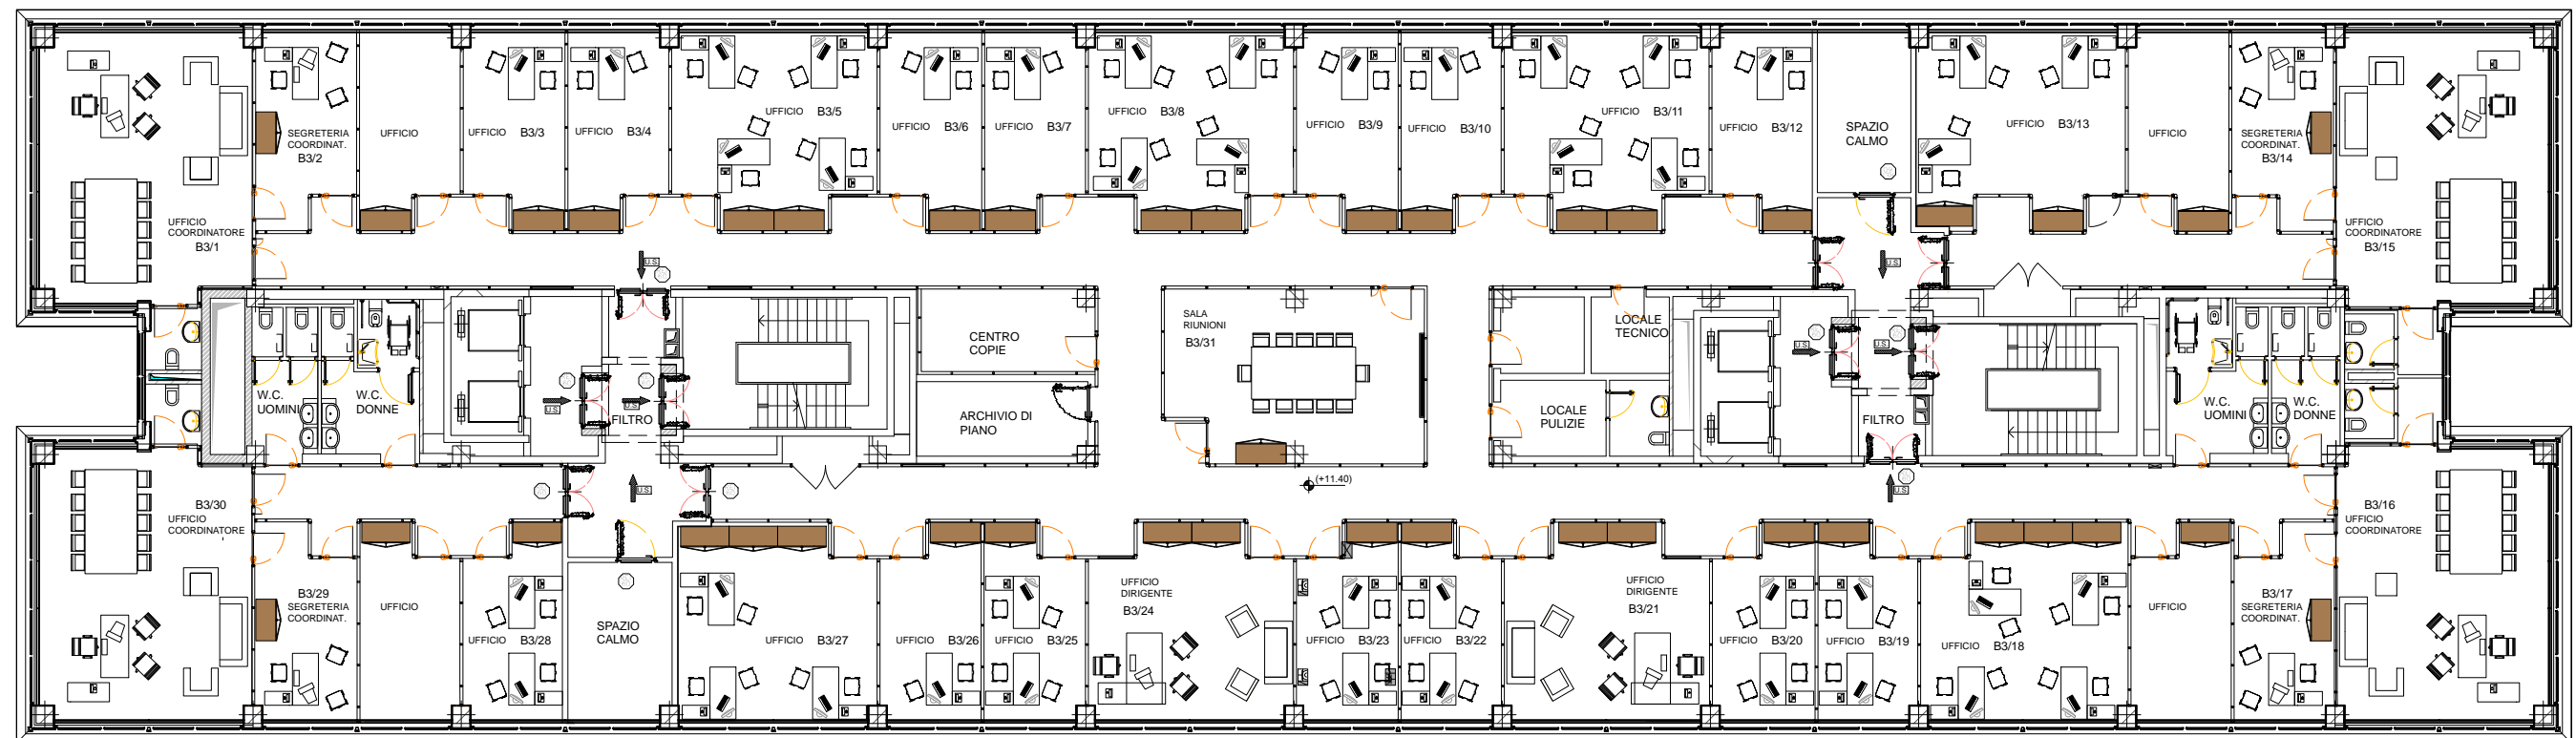 SEGRETERIA
COORDINAT.
B3/2
UFFICIO
UFFICIO B3/3
UFFICIO B3/4
UFFICIO B3/5
UFFICIO B3/6
UFFICIO B3/7
UFFICIO B3/8
UFFICIO B3/9
UFFICIO B3/10
UFFICIO B3/11
UFFICIO B3/12
SPAZIO
CALMO
UFFICIO B3/13
UFFICIO
SEGRETERIA
COORDINAT.
B3/14
UFFICIO
COORDINATORE
B3/1
UFFICIO
COORDINATORE
B3/15
U.S.
U.S.
CENTRO
COPIE
SALA
RIUNIONI
B3/31
LOCALE
TECNICO
U.S.
U.S.
W.C.
UOMINI
W.C.
DONNE
U.S.
U.S.
FILTRO
ARCHIVIO DI
PIANO
LOCALE
PULIZIE
FILTRO
W.C.
UOMINI
W.C.
DONNE
B3/30
UFFICIO
COORDINATORE
U.S.
(+11.40)
U.S.
B3/16
UFFICIO
COORDINATORE
B3/29
SEGRETERIA
COORDINAT.
UFFICIO
UFFICIO B3/28
SPAZIO
CALMO
UFFICIO B3/27
UFFICIO B3/26
UFFICIO B3/25
UFFICIO
DIRIGENTE
B3/24
UFFICIO B3/23
UFFICIO B3/22
UFFICIO
DIRIGENTE
B3/21
UFFICIO B3/20
UFFICIO B3/19
UFFICIO B3/18
UFFICIO
B3/17
SEGRETERIA
COORDINAT.